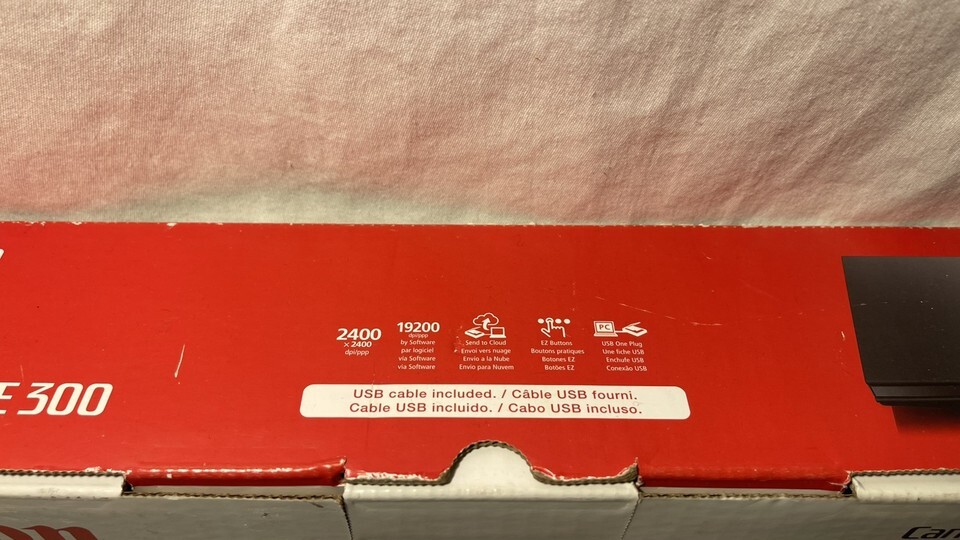 E 300
2400
× 2400
dpi/ppp
19200
dpi/ppp
by Software
par logiciel
via Software
via Software
Send to Cloud
Envoi vers nuage
Envio a la Nube
Envio para Nuvem
EZ Buttons
Boutons pratiques
Botones EZ
Botões EZ
PC
USB One Plug
Une fiche USB
Enchufe USB
Conexão USB
USB cable included. / Câble USB fourni.
Cable USB incluido. / Cabo USB incluso.
Can